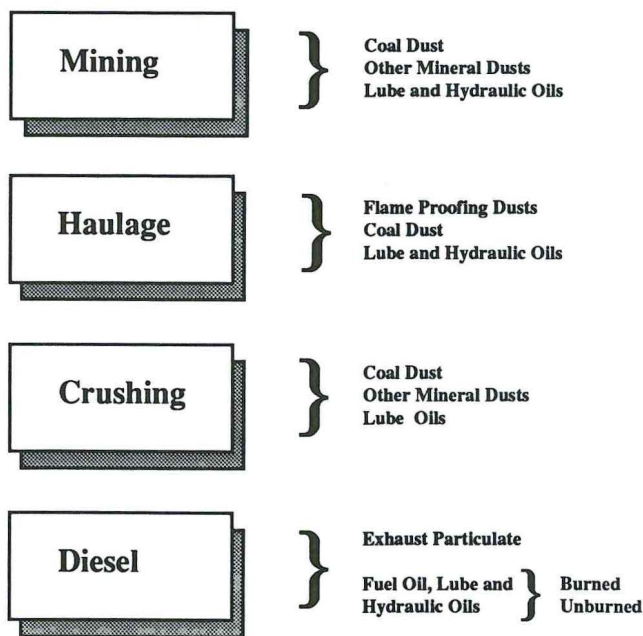 Mining
Coal Dust
Other Mineral Dusts
Lube and Hydraulic Oils
Haulage
Flame Proofing Dusts
Coal Dust
Lube and Hydraulic Oils
Crushing
Coal Dust
Other Mineral Dusts
Lube Oils
Diesel
Exhaust Particulate
Fuel Oil, Lube and
Hydraulic Oils
Burned
Unburned